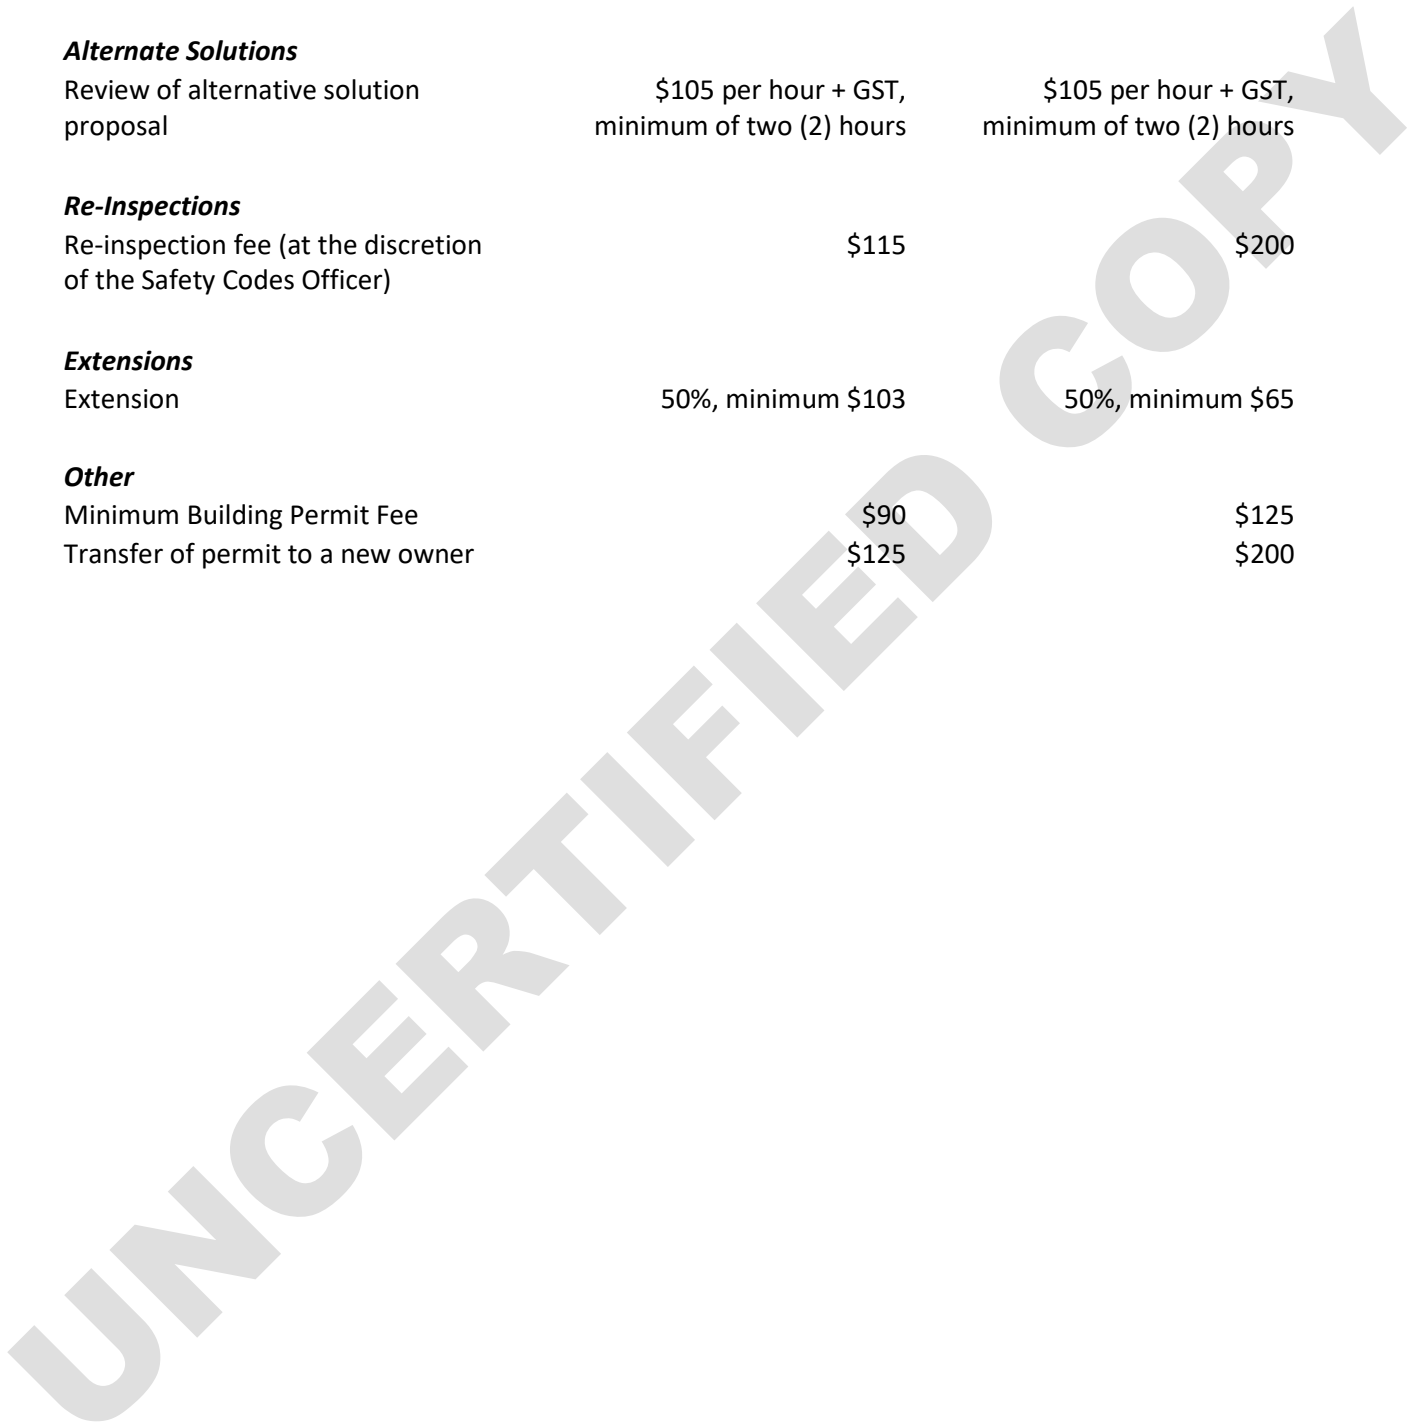 Alternate Solutions
Review of alternative solution $105 per hour + GST, $105 per hour + GST,
proposal minimum of two (2) hours minimum of two (2) hours
Re-Inspections
Re-inspection fee (at the discretion $115 $200
of the Safety Codes Officer)
Extensions
Extension 50%, minimum $103 50%, minimum $65
Other
Minimum Building Permit Fee $90 $125
Transfer of permit to a new owner $125 $200
UNCERTIFIED COPY